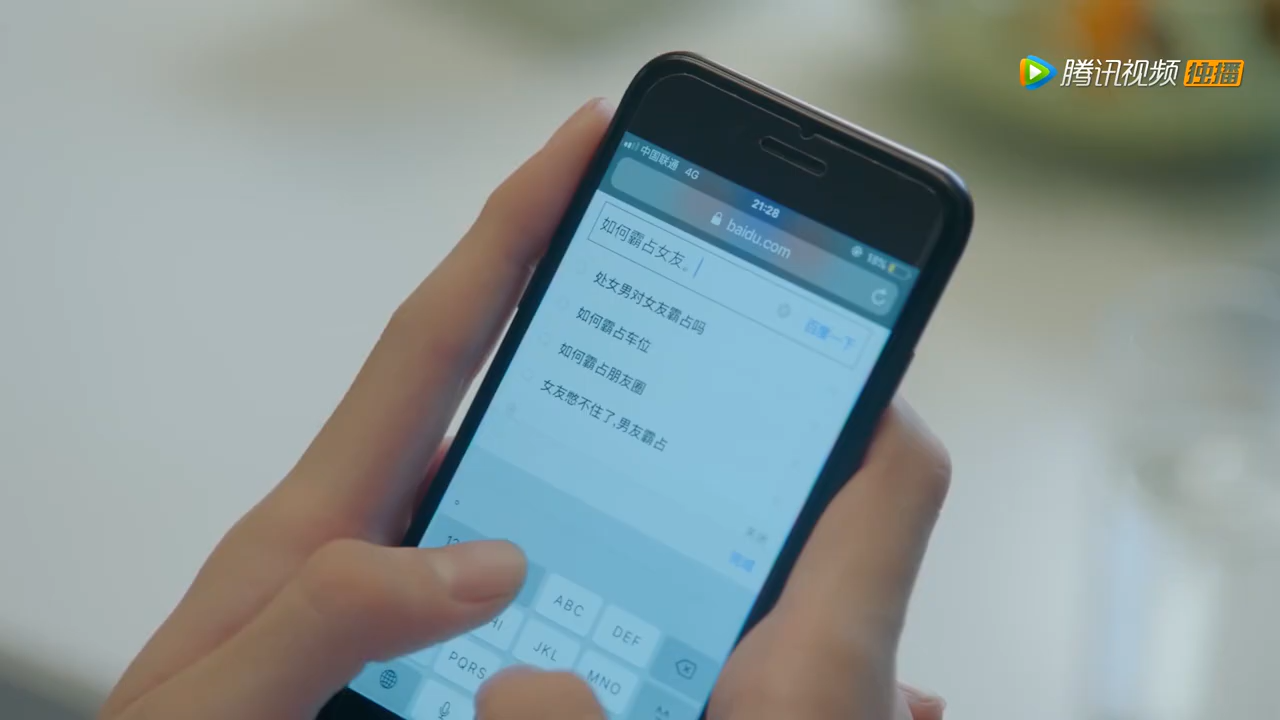 腾讯视频 独播
中国联通 4G
21:28
18%
baidu.com
如何霸占女友。
百度一下
处女男对女友霸占吗
如何霸占车位
如何霸占朋友圈
女友憋不住了,男友霸占
。
ABC
DEF
JKL
MNO
PQRS